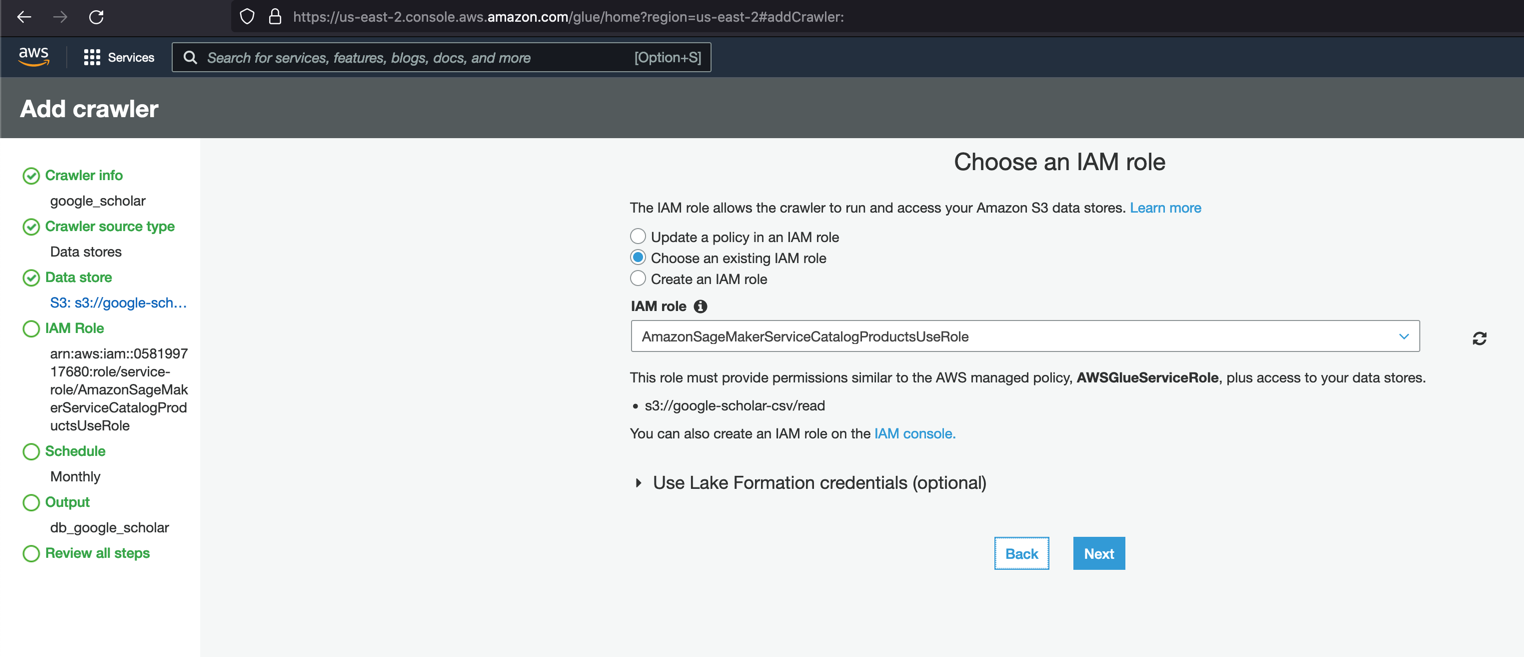 https://us-east-2.console.aws.amazon.com/glue/home?region=us-east-2#addCrawler:
aws
Services
Search for services, features, blogs, docs, and more
[Option+S]
Add crawler
Crawler info
google_scholar
Crawler source type
Data stores
Data store
S3: s3://google-sch...
IAM Role
arn:aws:iam::0581997
17680:role/service-
role/AmazonSageMak
erServiceCatalogProd
uctsUseRole
Schedule
Monthly
Output
db_google_scholar
Review all steps
Choose an IAM role
The IAM role allows the crawler to run and access your Amazon S3 data stores. Learn more
Update a policy in an IAM role
Choose an existing IAM role
Create an IAM role
IAM role
AmazonSageMakerServiceCatalogProductsUseRole
This role must provide permissions similar to the AWS managed policy, AWSGlueServiceRole, plus access to your data stores.
• s3://google-scholar-csv/read
You can also create an IAM role on the IAM console.
Use Lake Formation credentials (optional)
Back
Next